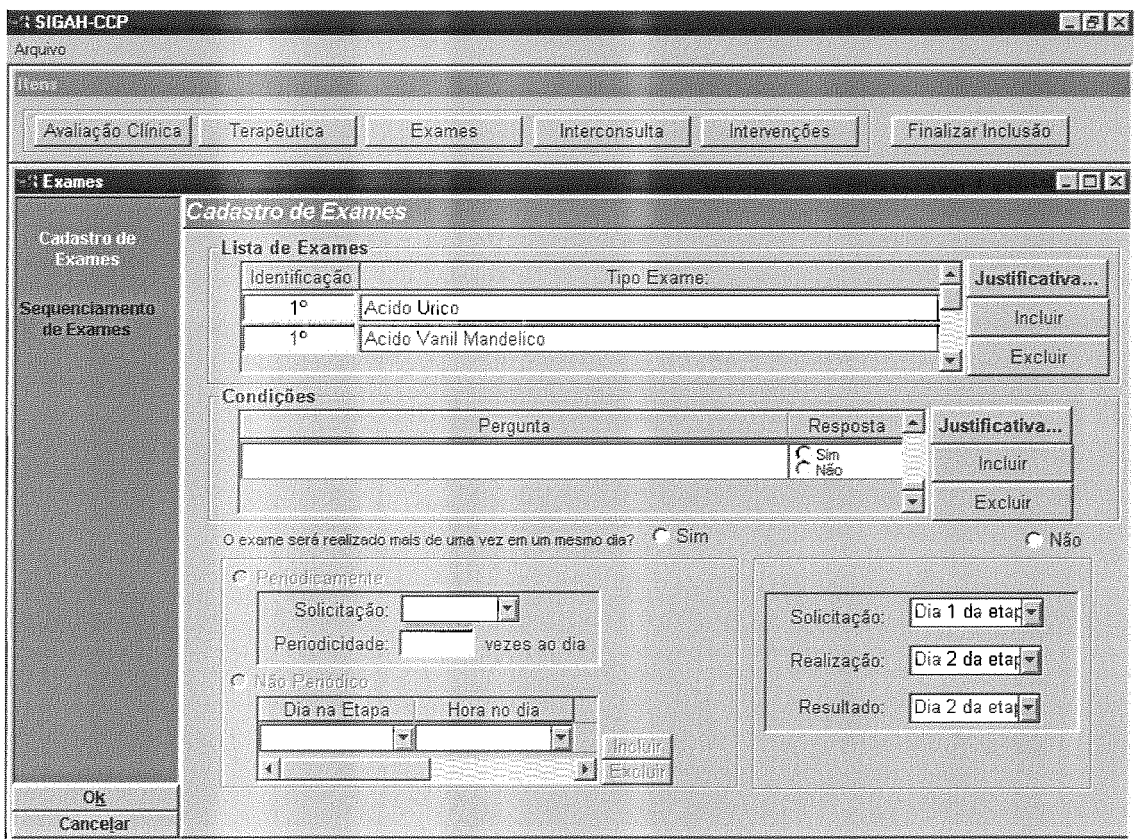 SIGAH-CCP
Arquivo
Itens
Avaliação Clínica Terapêutica Exames Interconsulta Intervenções Finalizar Inclusão
Exames
Cadastro de Exames
Cadastro de Exames
Sequenciamento de Exames
Lista de Exames
Identificação Tipo Exame: Justificativa...
1º Acido Urico Incluir
1º Acido Vanil Mandelico Excluir
Condições
Pergunta Resposta Justificativa...
Sim
Não
Incluir
Excluir
O exame será realizado mais de uma vez em un mesmo dia? Sim Não
Periodicamente
Solicitação:
Periodicidade: vezes ao dia
Não Periódico
Dia na Etapa Hora no dia
Incluir
Excluir
Solicitação: Dia 1 da etap
Realização: Dia 2 da etap
Resultado: Dia 2 da etap
Ok
Cancelar